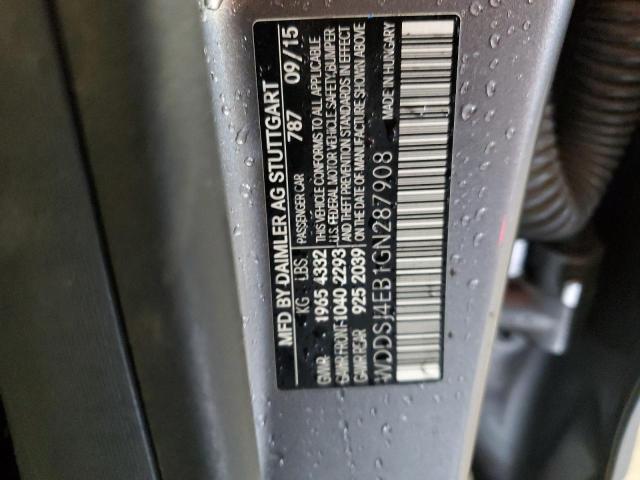 MFD BY DAIMLER AG STUTTGART
KG LBS PASSENGER CAR 787 09/15
GVWR- 1965 4332 THIS VEHICLE CONFORMS TO ALL APPLICABLE
GAWR FRONT-1040 2293 U.S. FEDERAL MOTOR VEHICLE SAFETY, BUMPER
GAWR REAR 925 2039 AND THEFT PREVENTION STANDARDS IN EFFECT
ON THE DATE OF MANUFACTURE SHOWN ABOVE
WDDSJ4EB1GN287908 MADE IN HUNGARY